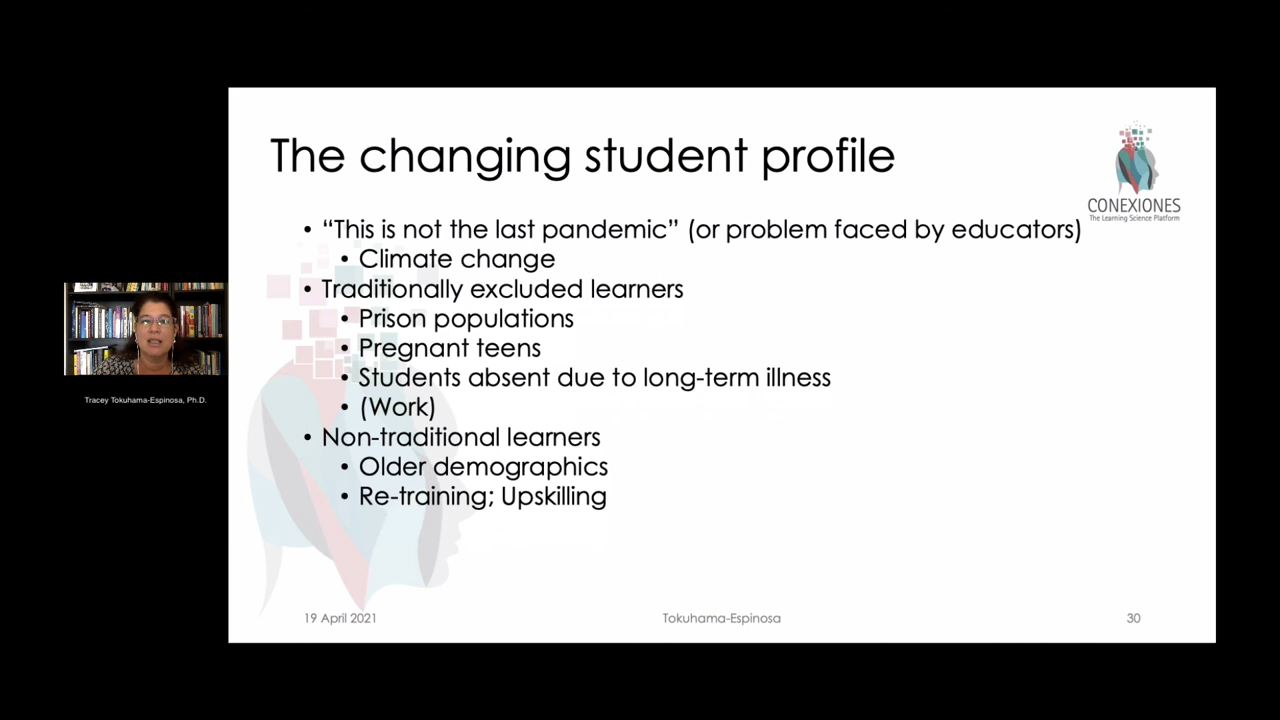 The changing student profile
CONEXIONES
The Learning Science Platform
• “This is not the last pandemic” (or problem faced by educators)
• Climate change
• Traditionally excluded learners
• Prison populations
• Pregnant teens
• Students absent due to long-term illness
• (Work)
• Non-traditional learners
• Older demographics
• Re-training; Upskilling
Tracey Tokuhama-Espinosa, Ph.D.
19 April 2021
Tokuhama-Espinosa
30